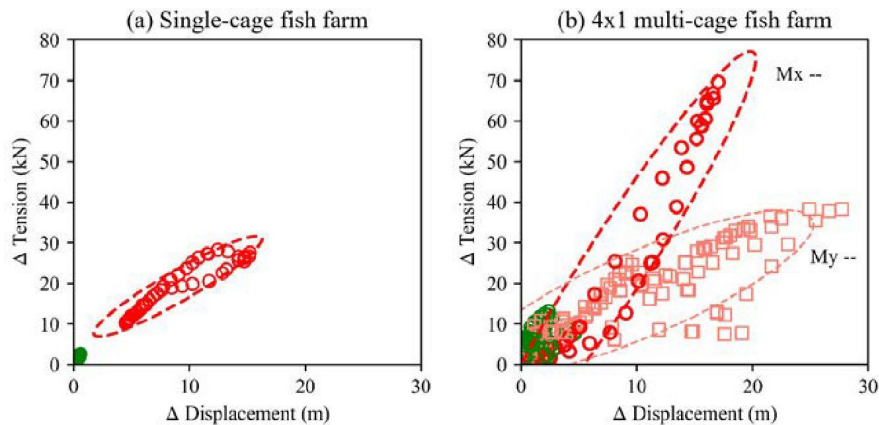 (a) Single-cage fish farm
(b) 4x1 multi-cage fish farm
80
70
60
50
40
30
20
10
0
Δ Tension (kN)
0 10 20 30
Δ Displacement (m)
80
70
60
50
40
30
20
10
0
Δ Tension (kN)
Mx --
My --
0 10 20 30
Δ Displacement (m)